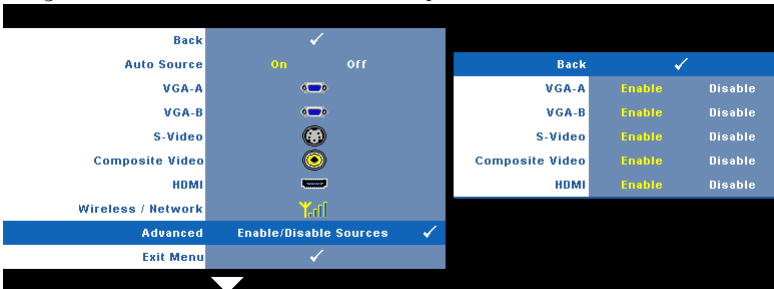 Back
Auto Source On Off
VGA-A
VGA-B
S-Video
Composite Video
HDMI
Wireless / Network
Advanced Enable/Disable Sources
Exit Menu
Back
VGA-A Enable Disable
VGA-B Enable Disable
S-Video Enable Disable
Composite Video Enable Disable
HDMI Enable Disable